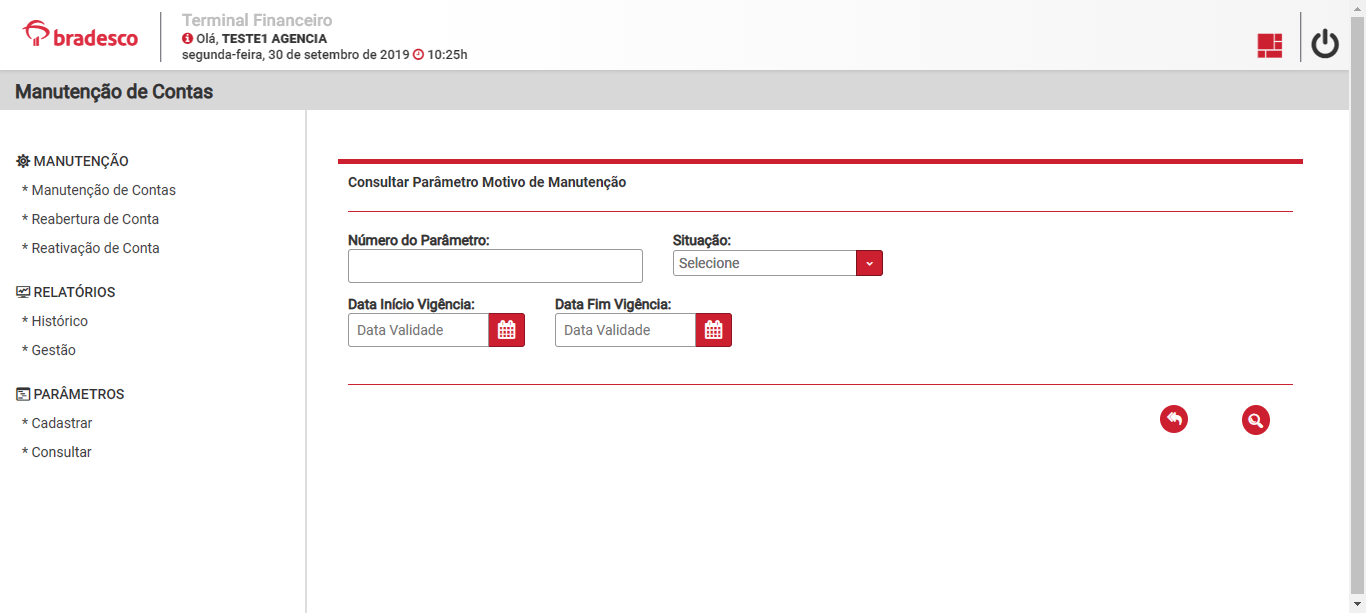 bradesco
Terminal Financeiro
Olá, TESTE1 AGENCIA
segunda-feira, 30 de setembro de 2019 10:25h
Manutenção de Contas
MANUTENÇÃO
* Manutenção de Contas
* Reabertura de Conta
* Reativação de Conta
RELATÓRIOS
* Histórico
* Gestão
PARÂMETROS
* Cadastrar
* Consultar
Consultar Parâmetro Motivo de Manutenção
Número do Parâmetro:
Situação:
Selecione
Data Início Vigência:
Data Fim Vigência:
Data Validade
Data Validade